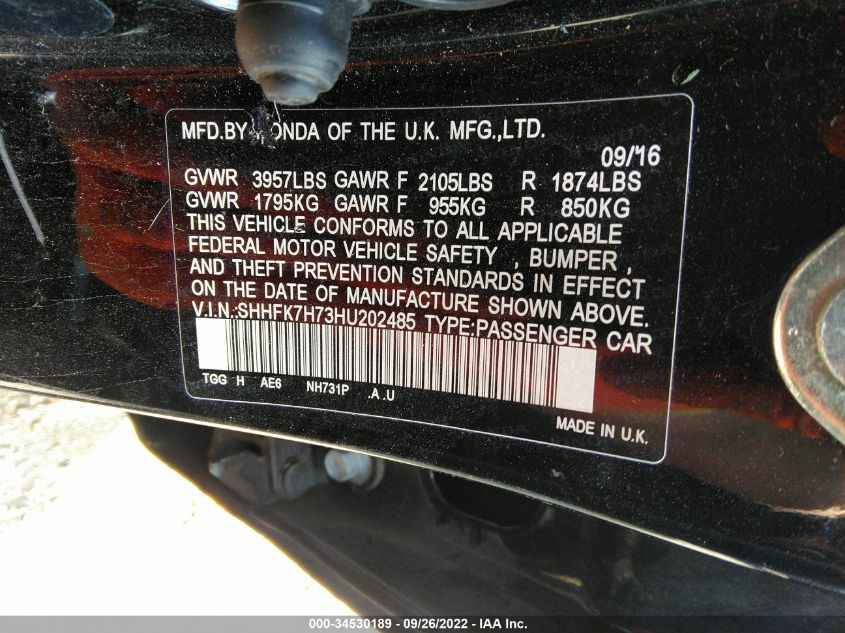 MFD.BY HONDA OF THE U.K. MFG.,LTD.
09/16
GVWR 3957LBS GAWR F 2105LBS R 1874LBS
GVWR 1795KG GAWR F 955KG R 850KG
THIS VEHICLE CONFORMS TO ALL APPLICABLE
FEDERAL MOTOR VEHICLE SAFETY , BUMPER ,
AND THEFT PREVENTION STANDARDS IN EFFECT
ON THE DATE OF MANUFACTURE SHOWN ABOVE.
V.I.N.:SHHFK7H73HU202485 TYPE:PASSENGER CAR
TGG H AE6 NH731P .A .U
MADE IN U.K.
000-34530189 - 09/26/2022 - IAA Inc.